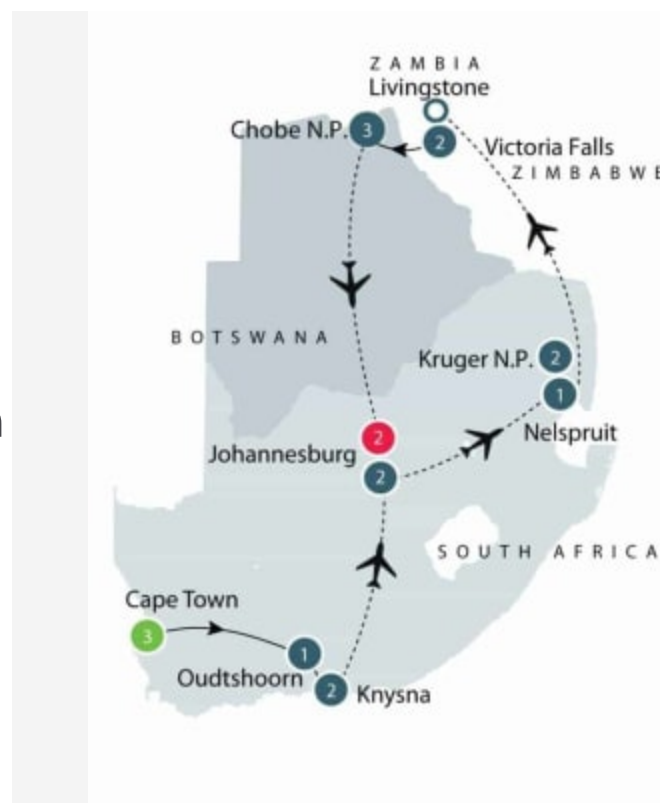 ZAMBIA
Livingstone
Chobe N.P.
3
2
Victoria Falls
ZIMBABWE
BOTSWANA
Kruger N.P.
2
1
Nelspruit
2
Johannesburg
2
SOUTH AFRICA
Cape Town
3
1
Oudtshoorn
2
Knysna